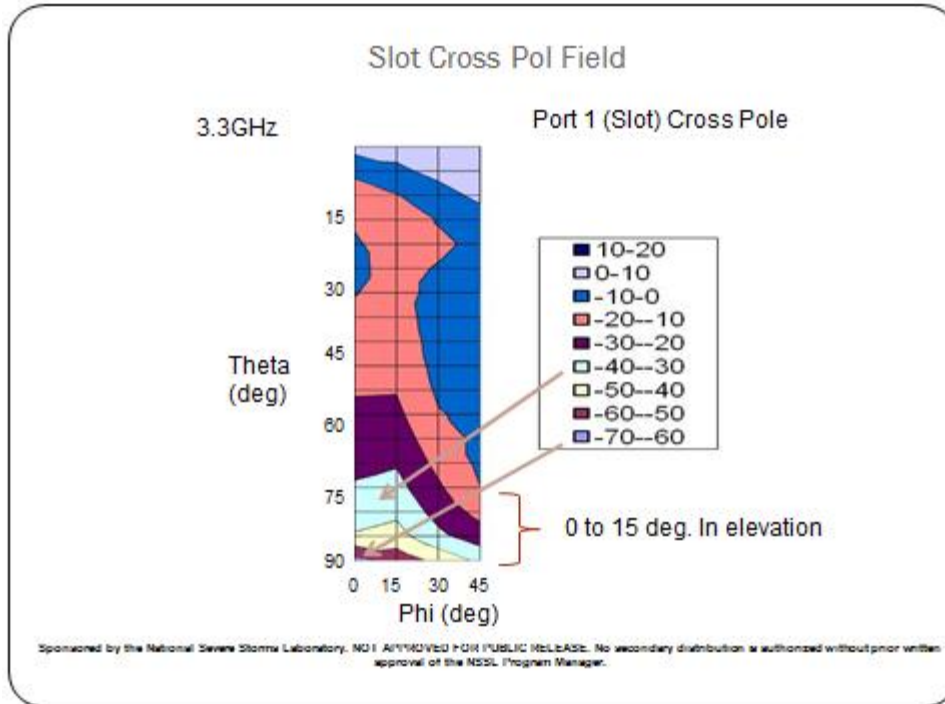 Slot Cross Pol Field
3.3GHz
Port 1 (Slot) Cross Pole
15
30
45
60
75
90
Theta
(deg)
0 15 30 45
Phi (deg)
10-20
0-10
-10-0
-20--10
-30--20
-40--30
-50--40
-60--50
-70--60
0 to 15 deg. In elevation
Sponsored by the National Severe Storms Laboratory. NOT APPROVED FOR PUBLIC RELEASE. No secondary distribution is authorized without prior written
approval of the NSSL Program Manager.